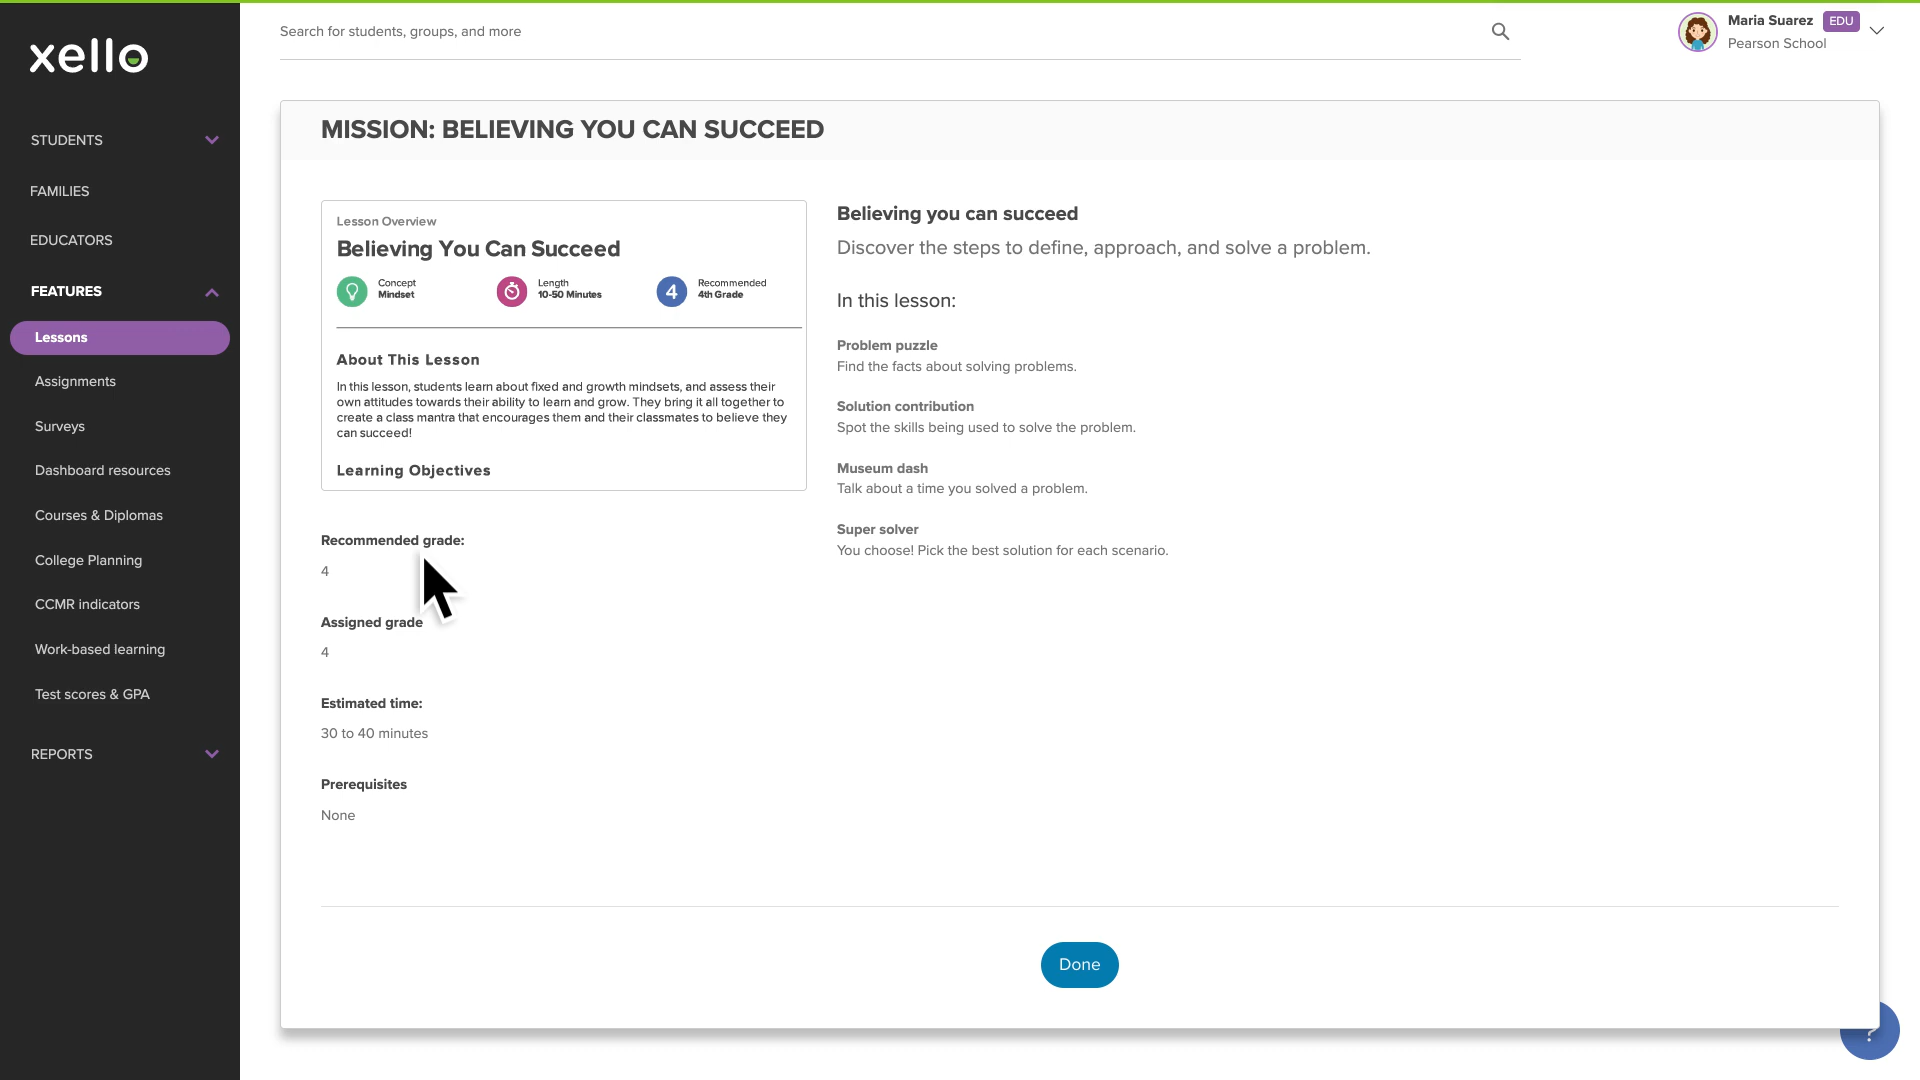 Search for students, groups, and more
Maria Suarez EDU
Pearson School
xello
STUDENTS
FAMILIES
EDUCATORS
FEATURES
Lessons
Assignments
Surveys
Dashboard resources
Courses & Diplomas
College Planning
CCMR indicators
Work-based learning
Test scores & GPA
REPORTS
MISSION: BELIEVING YOU CAN SUCCEED
Lesson Overview
Believing You Can Succeed
Concept
Mindset
Length
10-50 Minutes
4
Recommended
4th Grade
About This Lesson
In this lesson, students learn about fixed and growth mindsets, and assess their
own attitudes towards their ability to learn and grow. They bring it all together to
create a class mantra that encourages them and their classmates to believe they
can succeed!
Learning Objectives
Recommended grade:
4
Assigned grade
4
Estimated time:
30 to 40 minutes
Prerequisites
None
Believing you can succeed
Discover the steps to define, approach, and solve a problem.
In this lesson:
Problem puzzle
Find the facts about solving problems.
Solution contribution
Spot the skills being used to solve the problem.
Museum dash
Talk about a time you solved a problem.
Super solver
You choose! Pick the best solution for each scenario.
Done
?